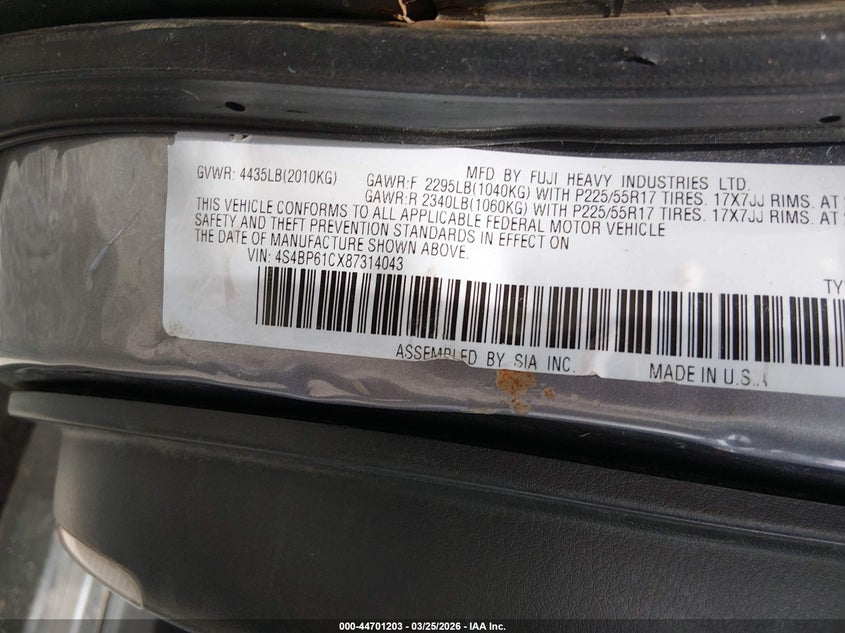 MFD BY FUJI HEAVY INDUSTRIES LTD.
GVWR: 4435LB(2010KG) GAWR:F 2295LB(1040KG) WITH P225/55R17 TIRES. 17X7JJ RIMS. AT
GAWR:R 2340LB(1060KG) WITH P225/55R17 TIRES. 17X7JJ RIMS. AT
THIS VEHICLE CONFORMS TO ALL APPLICABLE FEDERAL MOTOR VEHICLE
SAFETY AND THEFT PREVENTION STANDARDS IN EFFECT ON
THE DATE OF MANUFACTURE SHOWN ABOVE.
VIN: 4S4BP61CX87314043
TY
ASSEMBLED BY SIA INC.
MADE IN U.S.A
000-44701203 | 03/25/2026 | IAA Inc.